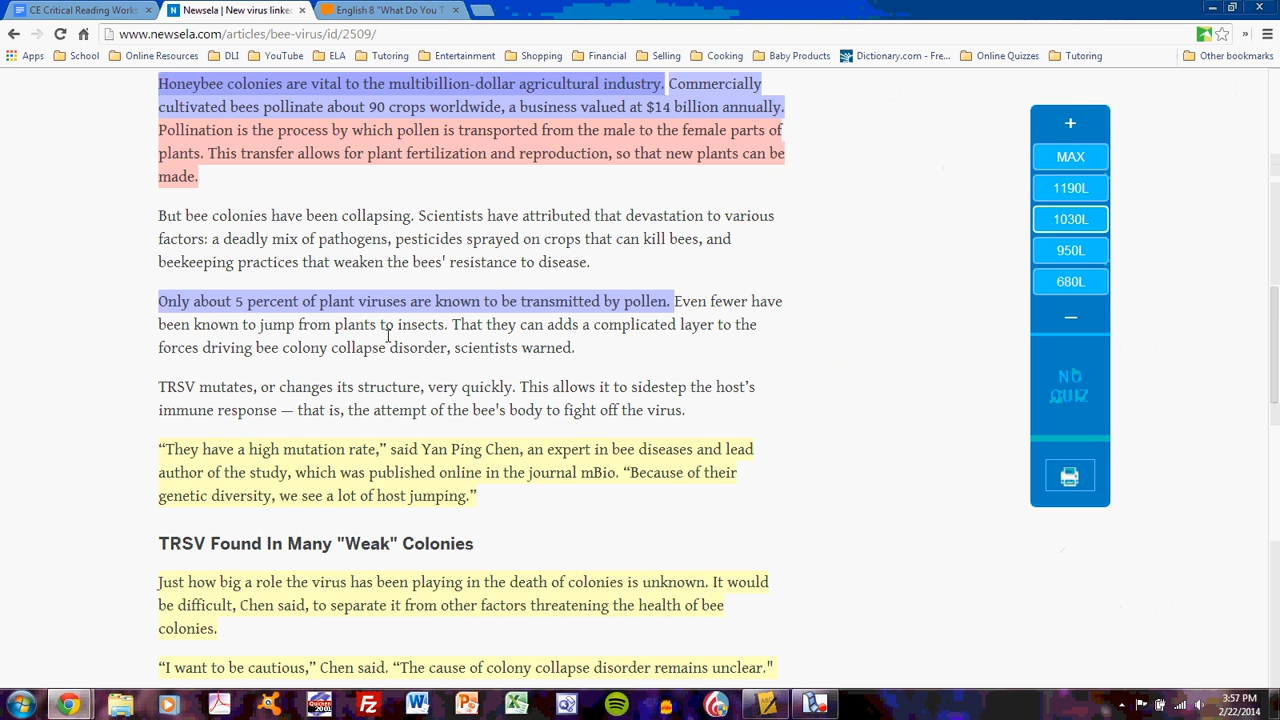 CE Critical Reading Works
Newsela | New virus linke
English 8 "What Do You T
www.newsela.com/articles/bee-virus/id/2509/
Apps School Online Resources DLI YouTube ELA Tutoring Entertainment Shopping Financial Selling Cooking Baby Products Dictionary.com - Fre Online Quizzes Tutoring Other bookmarks
Honeybee colonies are vital to the multibillion-dollar agricultural industry. Commercially
cultivated bees pollinate about 90 crops worldwide, a business valued at $14 billion annually.
Pollination is the process by which pollen is transported from the male to the female parts of
plants. This transfer allows for plant fertilization and reproduction, so that new plants can be
made.
But bee colonies have been collapsing. Scientists have attributed that devastation to various
factors: a deadly mix of pathogens, pesticides sprayed on crops that can kill bees, and
beekeeping practices that weaken the bees' resistance to disease.
Only about 5 percent of plant viruses are known to be transmitted by pollen. Even fewer have
been known to jump from plants to insects. That they can adds a complicated layer to the
forces driving bee colony collapse disorder, scientists warned.
TRSV mutates, or changes its structure, very quickly. This allows it to sidestep the host’s
immune response — that is, the attempt of the bee's body to fight off the virus.
“They have a high mutation rate,” said Yan Ping Chen, an expert in bee diseases and lead
author of the study, which was published online in the journal mBio. “Because of their
genetic diversity, we see a lot of host jumping.”
TRSV Found In Many "Weak" Colonies
Just how big a role the virus has been playing in the death of colonies is unknown. It would
be difficult, Chen said, to separate it from other factors threatening the health of bee
colonies.
“I want to be cautious,” Chen said. “The cause of colony collapse disorder remains unclear."
+
MAX
1190L
1030L
950L
680L
—
NO
QUIZ
3:57 PM
2/22/2014